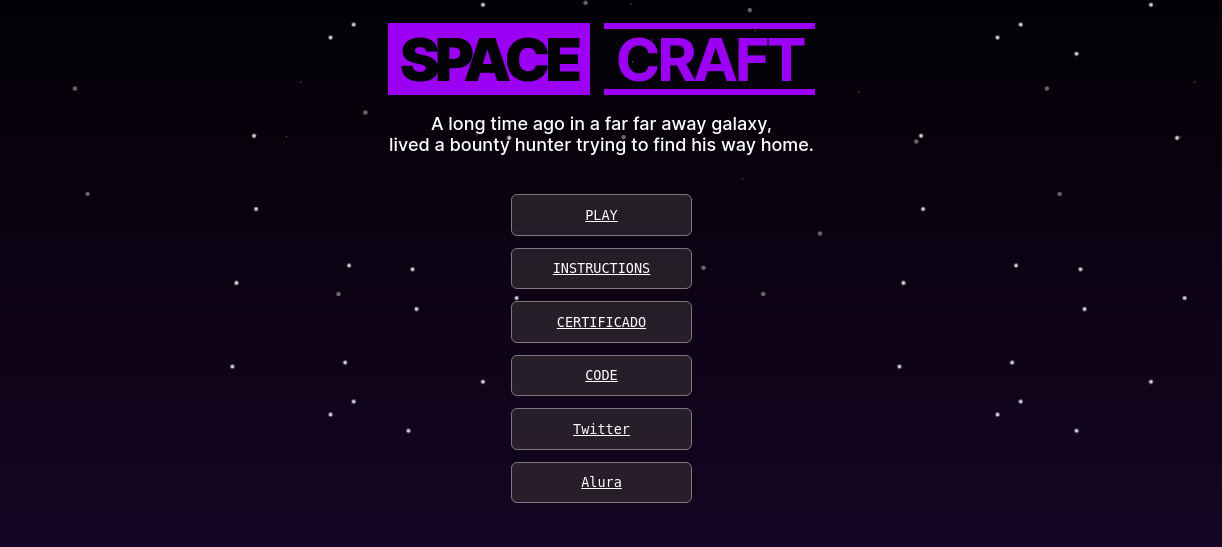 SPACE CRAFT
A long time ago in a far far away galaxy,
lived a bounty hunter trying to find his way home.
PLAY
INSTRUCTIONS
CERTIFICADO
CODE
Twitter
Alura